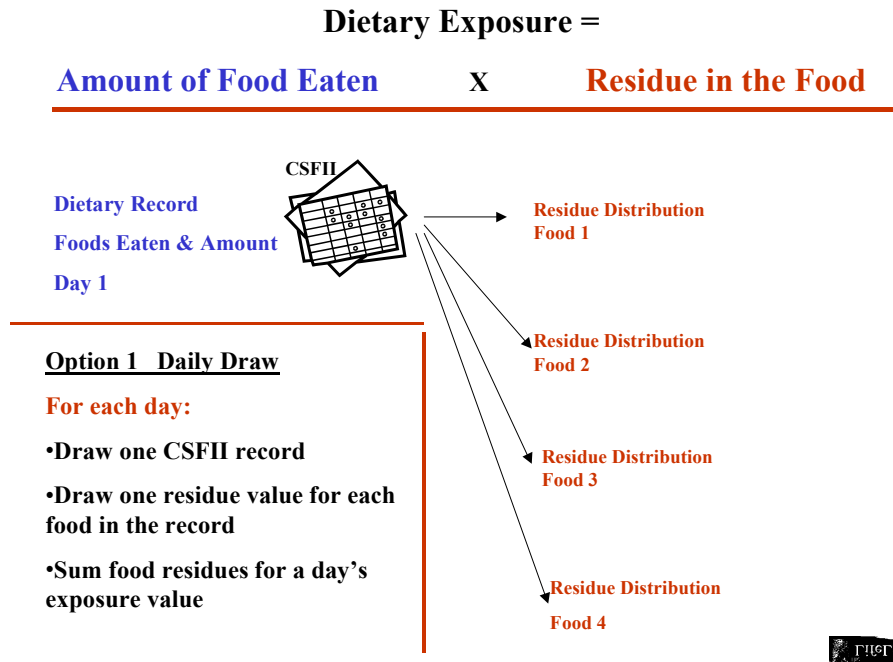 Dietary Exposure =
Amount of Food Eaten X Residue in the Food
CSFII
Dietary Record
Foods Eaten & Amount
Day 1
Residue Distribution
Food 1
Residue Distribution
Food 2
Residue Distribution
Food 3
Residue Distribution
Food 4
Option 1 Daily Draw
For each day:
•Draw one CSFII record
•Draw one residue value for each
food in the record
•Sum food residues for a day's
exposure value